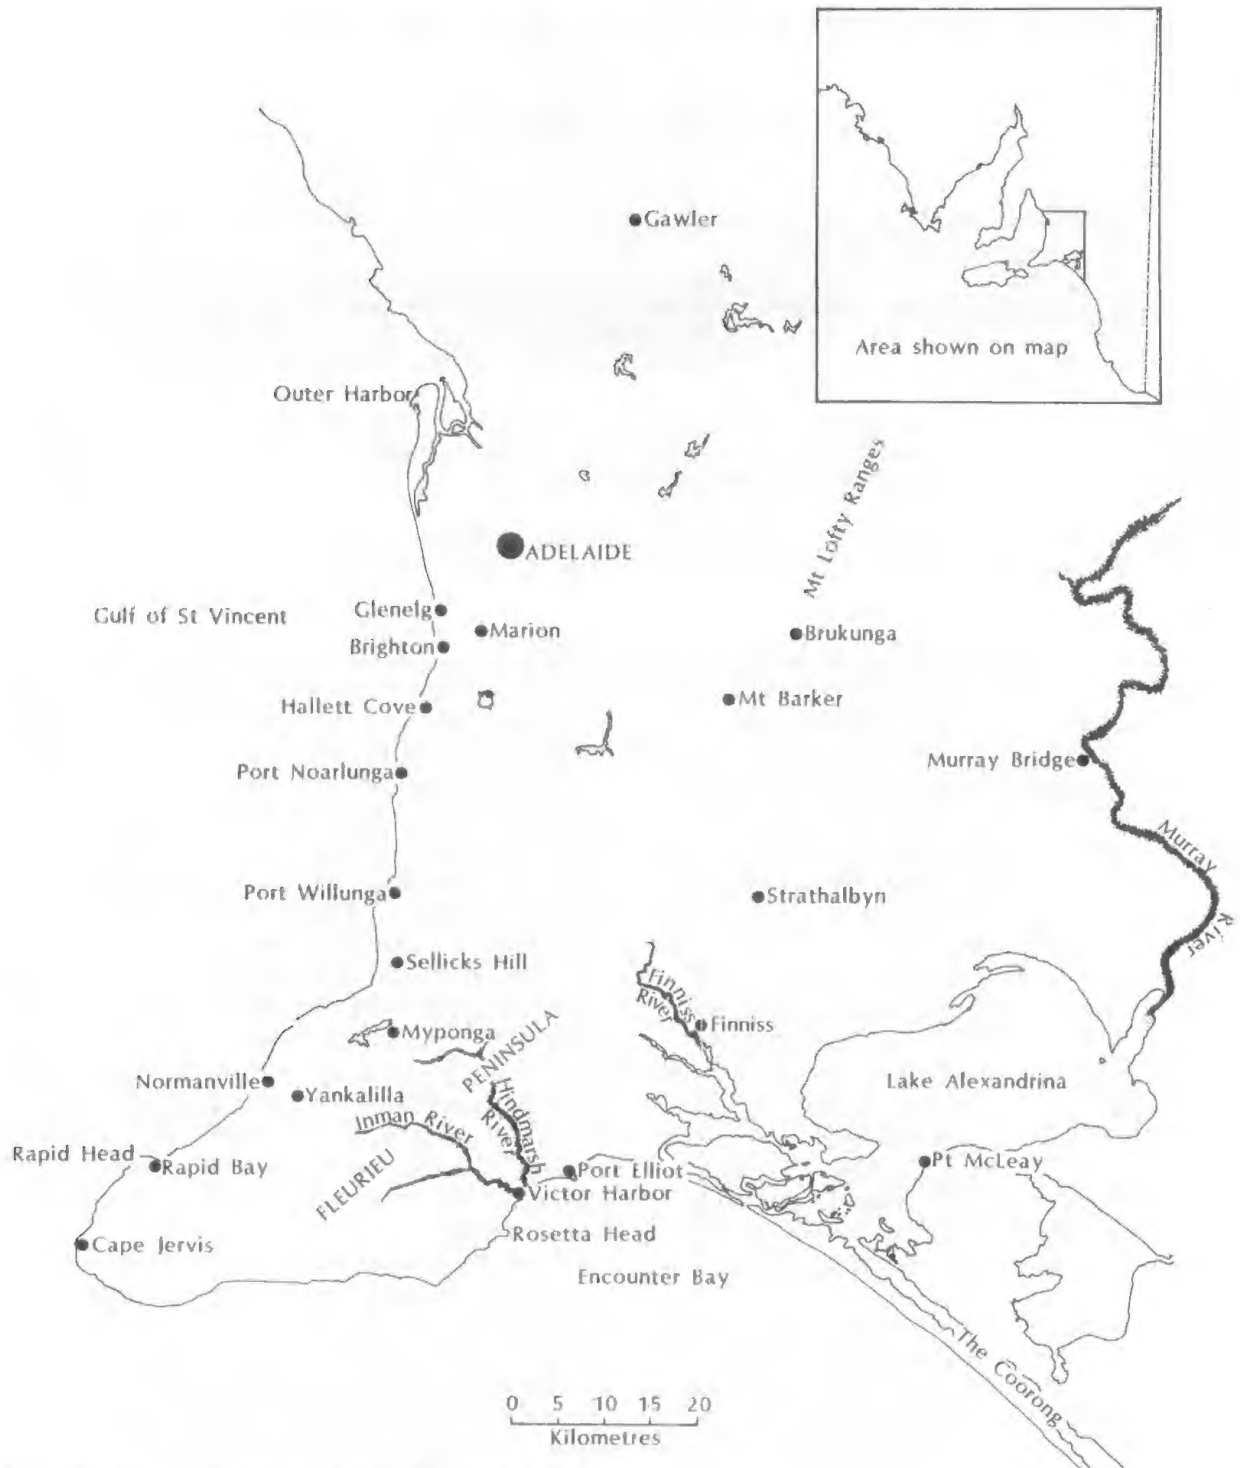 Gawler
Area shown on map
Outer Harbor
Mt Lofty Ranges
ADELAIDE
Gulf of St Vincent
Glenelg
Marion
Brighton
Brukunga
Hallett Cove
Mt Barker
Port Noarlunga
Murray Bridge
Murray
River
Port Willunga
Strathalbyn
Sellicks Hill
Finniss
River
Finniss
Myponga
PENINSULA
Normanville
Yankalilla
Lake Alexandrina
Hindmarsh
River
Inman River
Rapid Head
Rapid Bay
FLEURIEU
Port Elliot
Pt McLeay
Victor Harbor
Rosetta Head
Cape Jervis
Encounter Bay
The Coorong
0 5 10 15 20
Kilometres